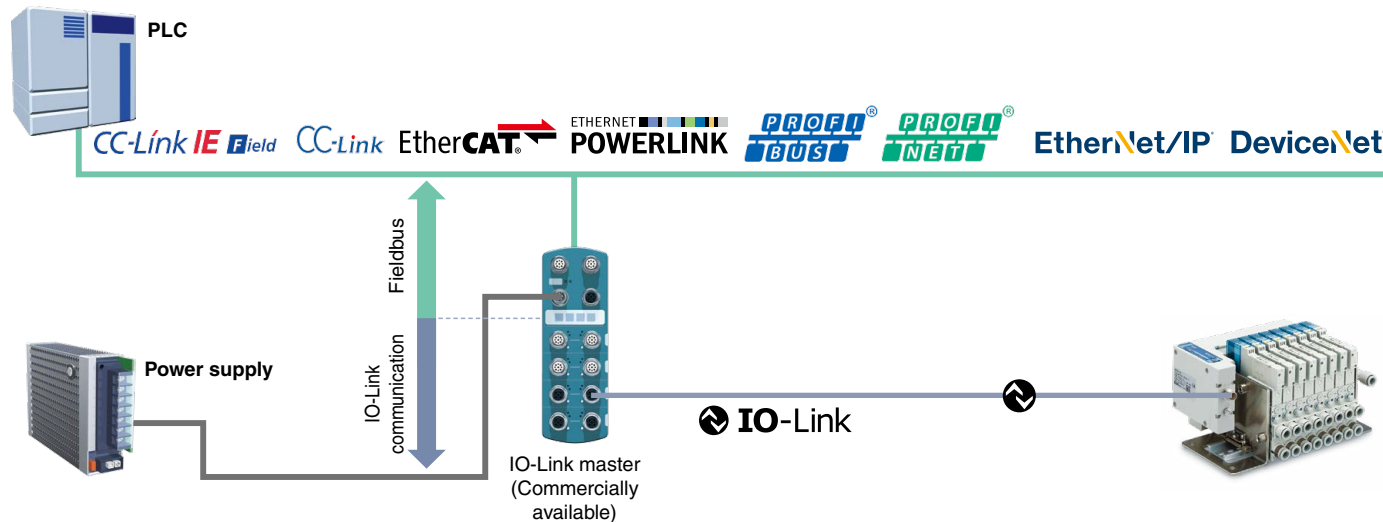 PLC
CC-Link IE Field
CC-Link
EtherCAT®
ETHERNET
POWERLINK
PROFI®
BUS
PROFI®
NET
EtherNet/IP
DeviceNet
Fieldbus
IO-Link
communication
Power supply
IO-Link
IO-Link master
(Commercially
available)